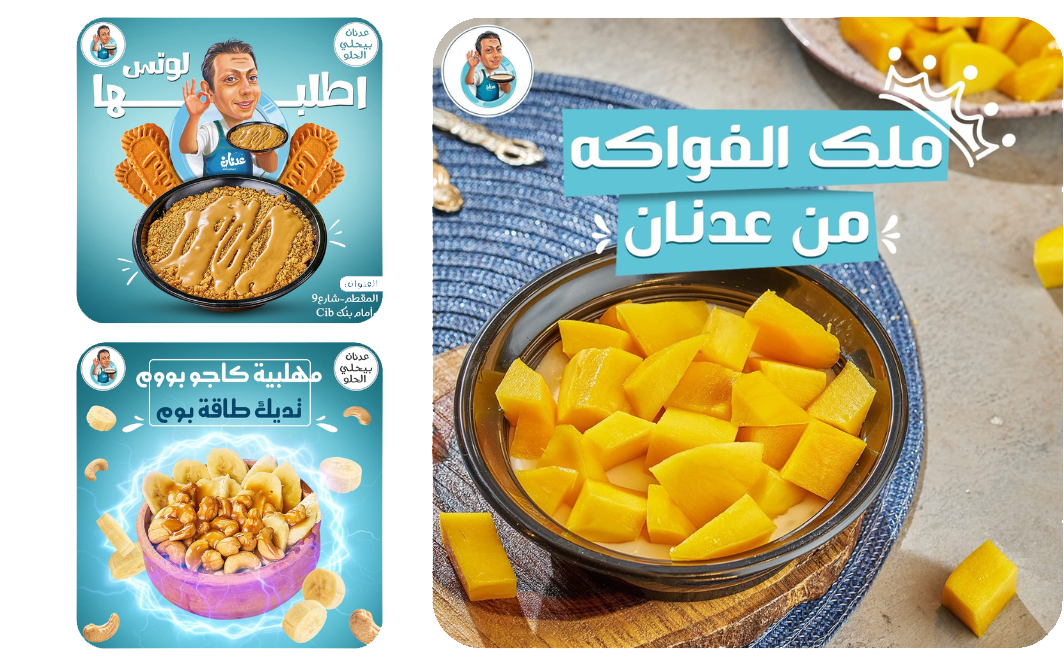 عدنان
بيحلي
الحلو
لوتس
اطلبها
عدنان
العنوان:
المقطم-شارع9
أمام بنك Cib
عدنان
بيحلي
الحلو
مهلبية كاجو بووم
تديك طاقة بوم
ملك الفواكه
من عدنان